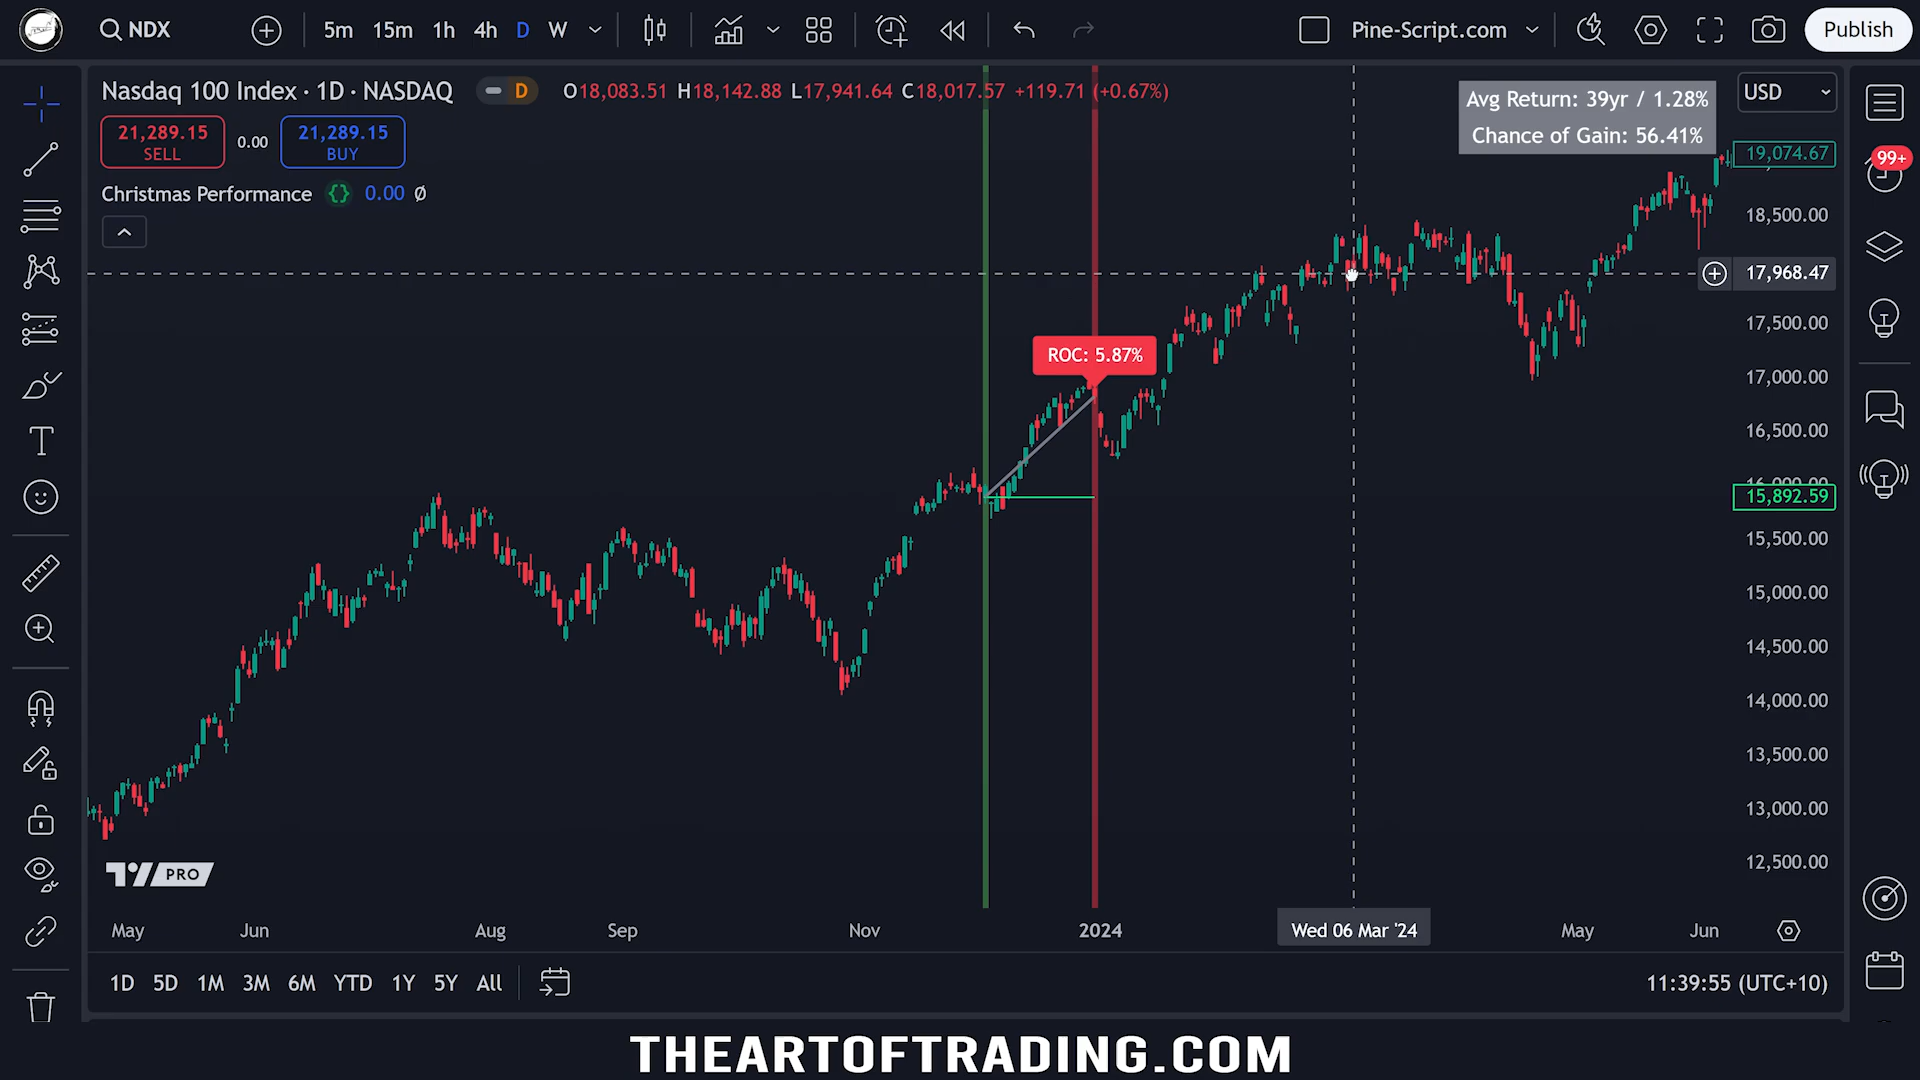 NDX
5m 15m 1h 4h D W
Pine-Script.com
Publish
Nasdaq 100 Index · 1D · NASDAQ
D
O18,083.51 H18,142.88 L17,941.64 C18,017.57 +119.71 (+0.67%)
21,289.15
SELL
0.00
21,289.15
BUY
Christmas Performance {} 0.00 Ø
Avg Return: 39yr / 1.28%
Chance of Gain: 56.41%
USD
99+
19,074.67
18,500.00
17,968.47
17,500.00
17,000.00
16,500.00
16,000.00
15,892.59
15,500.00
15,000.00
14,500.00
14,000.00
13,500.00
13,000.00
12,500.00
ROC: 5.87%
PRO
May Jun Aug Sep Nov 2024 Wed 06 Mar '24 May Jun
1D 5D 1M 3M 6M YTD 1Y 5Y All
11:39:55 (UTC+10)
THEARTOFTRADING.COM